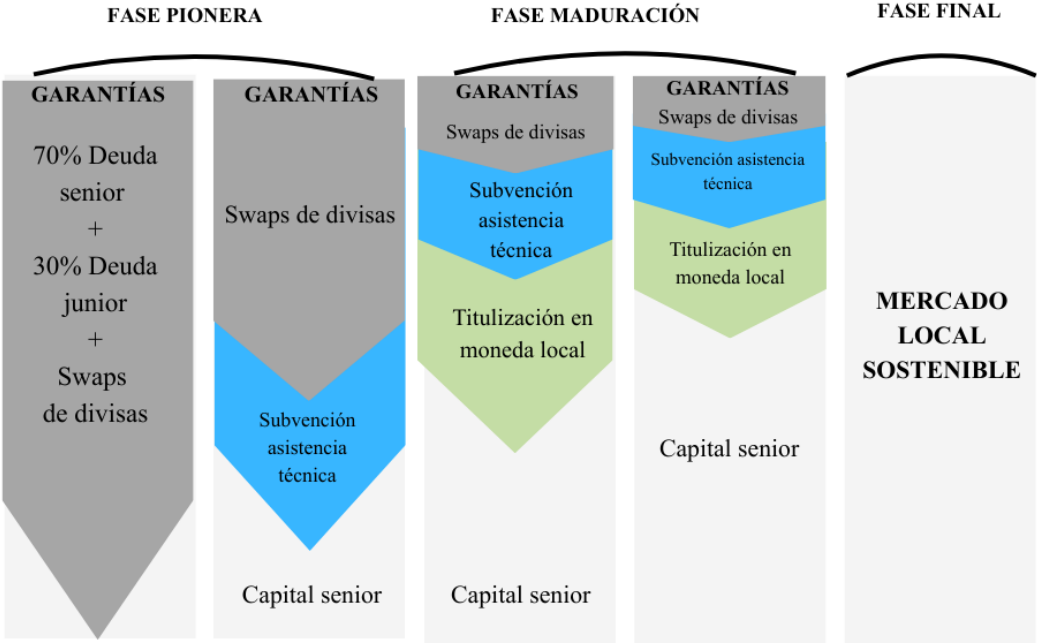 FASE PIONERA
FASE MADURACIÓN
FASE FINAL
GARANTÍAS
70% Deuda
senior
+
30% Deuda
junior
+
Swaps
de divisas
GARANTÍAS
Swaps de divisas
Subvención
asistencia
técnica
Capital senior
GARANTÍAS
Swaps de divisas
Subvención
asistencia
técnica
Titulización en
moneda local
Capital senior
GARANTÍAS
Swaps de divisas
Subvención asistencia
técnica
Titulización en
moneda local
Capital senior
MERCADO
LOCAL
SOSTENIBLE